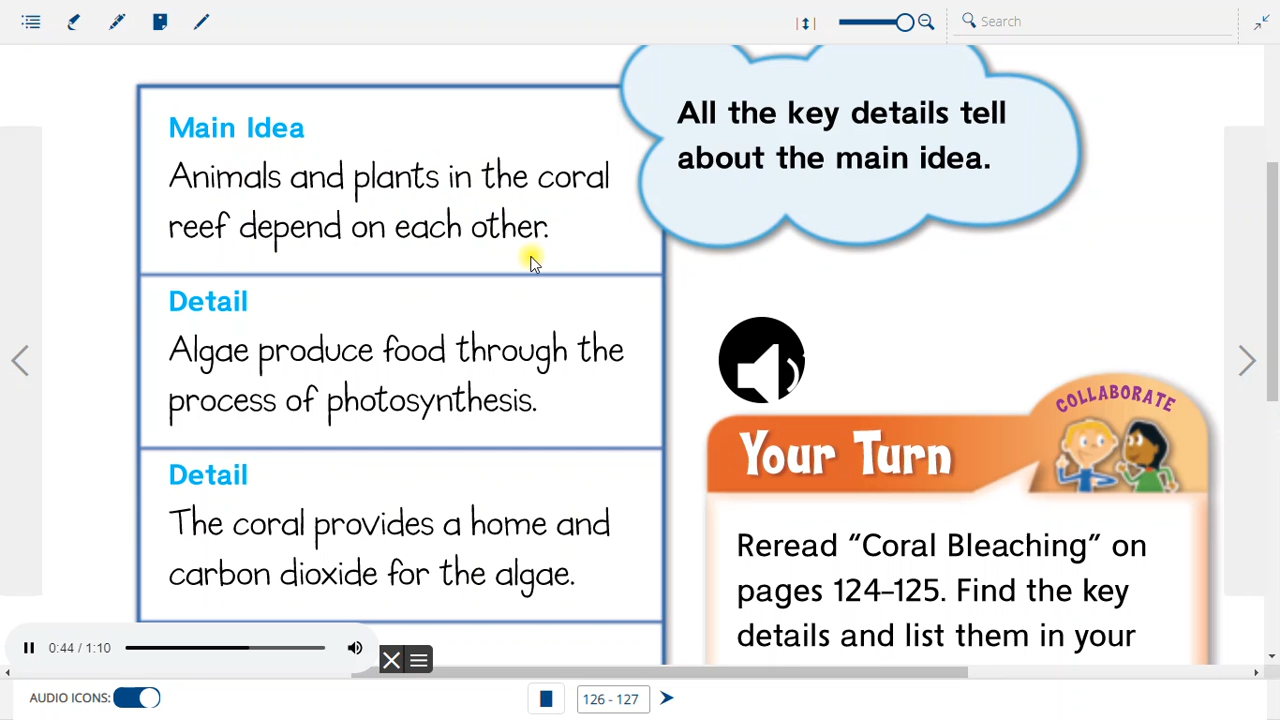 Search
All the key details tell
about the main idea.
Main Idea
Animals and plants in the coral
reef depend on each other.
Detail
Algae produce food through the
process of photosynthesis.
Detail
The coral provides a home and
carbon dioxide for the algae.
COLLABORATE
Your Turn
Reread “Coral Bleaching” on
pages 124–125. Find the key
details and list them in your
0:44 / 1:10
AUDIO ICONS:
126 - 127